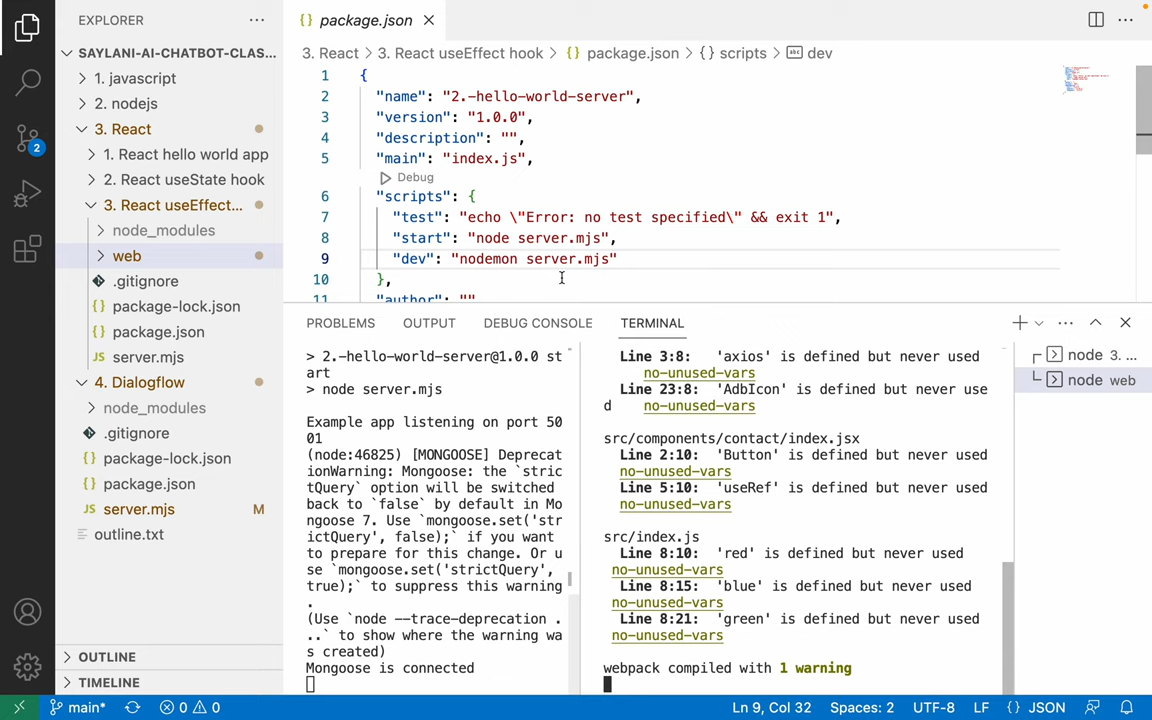 EXPLORER
SAYLANI-AI-CHATBOT-CLAS...
1. javascript
2. nodejs
3. React
1. React hello world app
2. React useState hook
3. React useEffect...
node_modules
web
.gitignore
package-lock.json
package.json
server.mjs
4. Dialogflow
node_modules
.gitignore
package-lock.json
package.json
server.mjs M
outline.txt
OUTLINE
TIMELINE
2
{} package.json
3. React > 3. React useEffect hook > {} package.json > {} scripts > dev
1 {
2 "name": "2.-hello-world-server",
3 "version": "1.0.0",
4 "description": "",
5 "main": "index.js",
Debug
6 "scripts": {
7 "test": "echo \"Error: no test specified\" && exit 1",
8 "start": "node server.mjs",
9 "dev": "nodemon server.mjs"
10 },
11 "author": ""
PROBLEMS OUTPUT DEBUG CONSOLE TERMINAL
> 2.-hello-world-server@1.0.0 st
art
> node server.mjs
Example app listening on port 50
01
(node:46825) [MONGOOSE] Deprec
ationWarning: Mongoose: the `stric
tQuery` option will be switched
back to `false` by default in Mo
ngoose 7. Use `mongoose.set('str
ictQuery', false);` if you want
to prepare for this change. Or u
se `mongoose.set('strictQuery',
true);` to suppress this warning
.
(Use `node --trace-deprecation .
..` to show where the warning wa
s created)
Mongoose is connected
Line 3:8: 'axios' is defined but never used
no-unused-vars
Line 23:8: 'AdbIcon' is defined but never use
d no-unused-vars
src/components/contact/index.jsx
Line 2:10: 'Button' is defined but never used
no-unused-vars
Line 5:10: 'useRef' is defined but never used
no-unused-vars
src/index.js
Line 8:10: 'red' is defined but never used
no-unused-vars
Line 8:15: 'blue' is defined but never used
no-unused-vars
Line 8:21: 'green' is defined but never used
no-unused-vars
webpack compiled with 1 warning
node 3. ...
node web
main* 0 0 Ln 9, Col 32 Spaces: 2 UTF-8 LF {} JSON